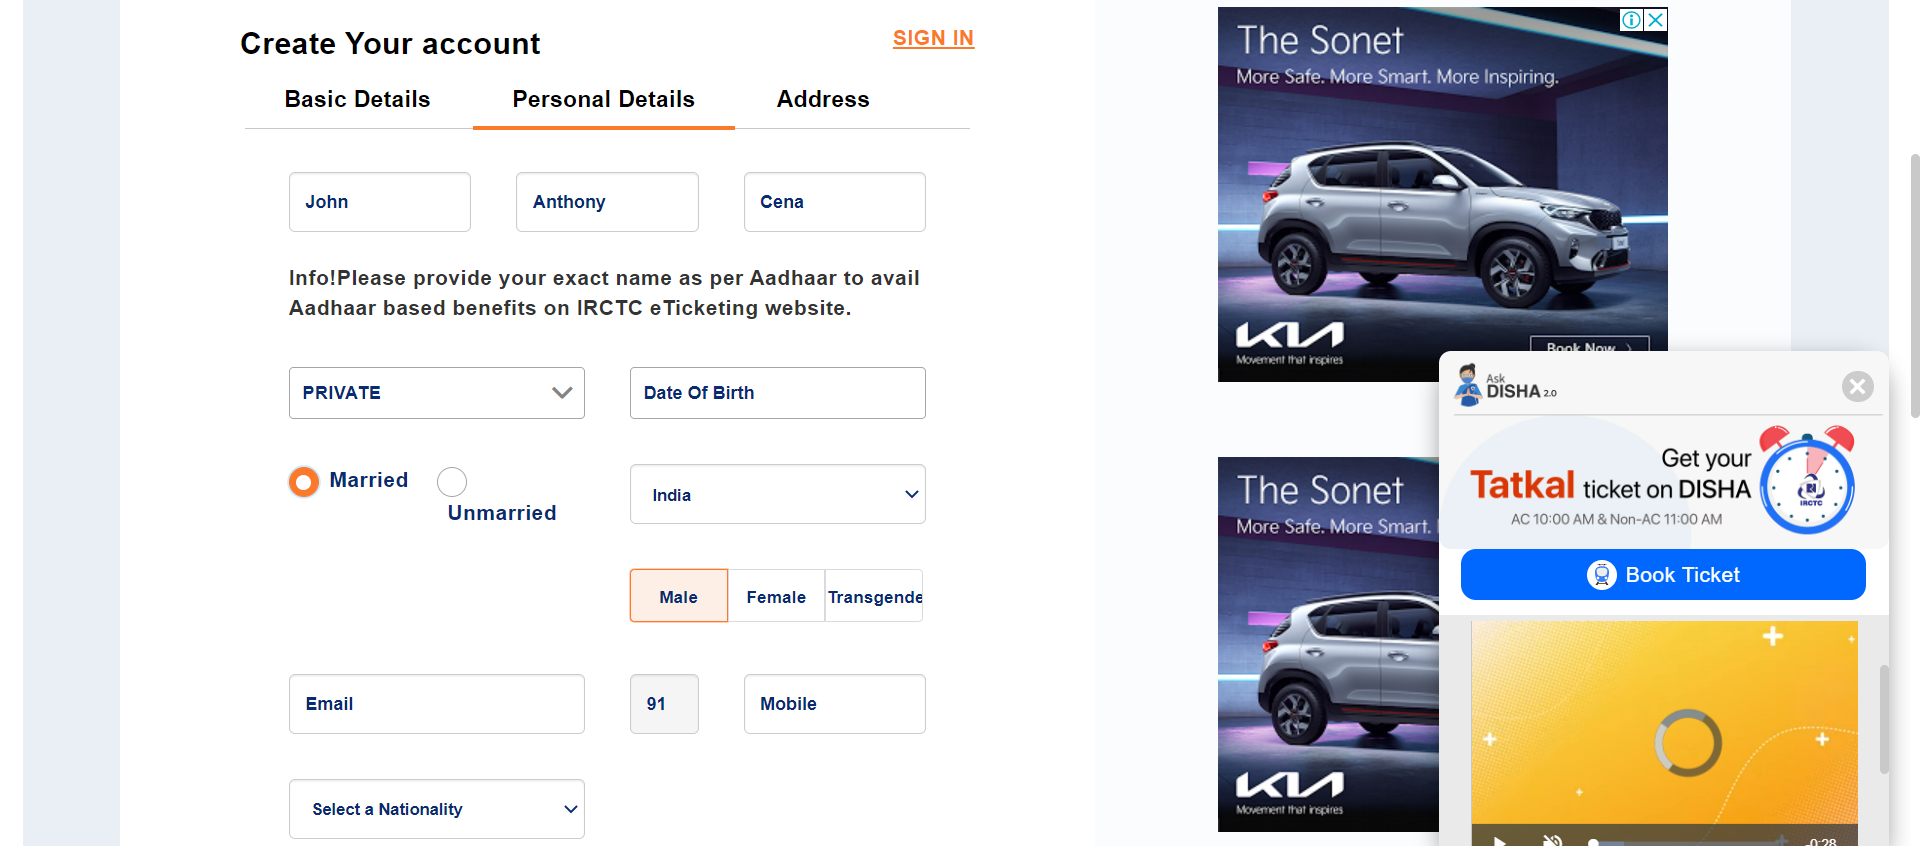 Create Your account
SIGN IN
Basic Details
Personal Details
Address
John
Anthony
Cena
Info!Please provide your exact name as per Aadhaar to avail
Aadhaar based benefits on IRCTC eTicketing website.
PRIVATE
Date Of Birth
Married
Unmarried
India
Male
Female
Transgende
Email
91
Mobile
Select a Nationality
The Sonet
More Safe. More Smart. More Inspiring.
KIA
Movement that inspires
Book Now
The Sonet
More Safe. More Smart.
KIA
Movement that inspires
Ask
DISHA 2.0
Get your
Tatkal ticket on DISHA
AC 10:00 AM & Non-AC 11:00 AM
IRCTC
Book Ticket
-0:28